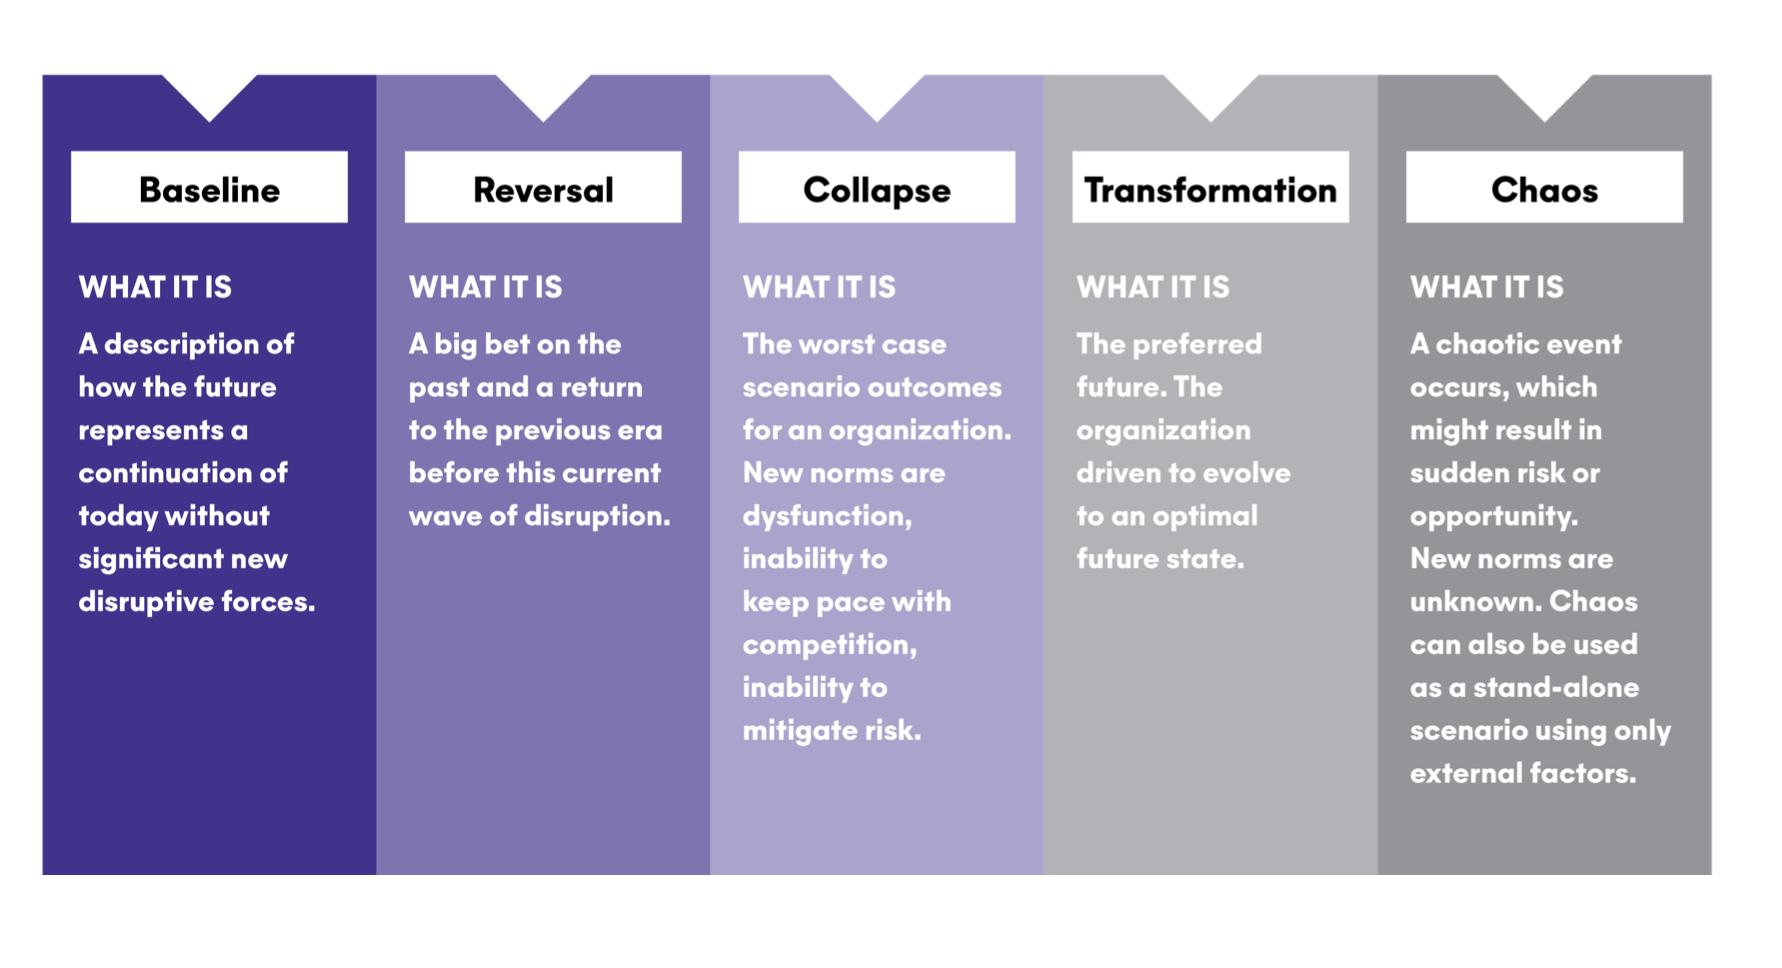 Baseline
WHAT IT IS
A description of
how the future
represents a
continuation of
today without
significant new
disruptive forces.
Reversal
WHAT IT IS
A big bet on the
past and a return
to the previous era
before this current
wave of disruption.
Collapse
WHAT IT IS
The worst case
scenario outcomes
for an organization.
New norms are
dysfunction,
inability to
keep pace with
competition,
inability to
mitigate risk.
Transformation
WHAT IT IS
The preferred
future. The
organization
driven to evolve
to an optimal
future state.
Chaos
WHAT IT IS
A chaotic event
occurs, which
might result in
sudden risk or
opportunity.
New norms are
unknown. Chaos
can also be used
as a stand-alone
scenario using only
external factors.